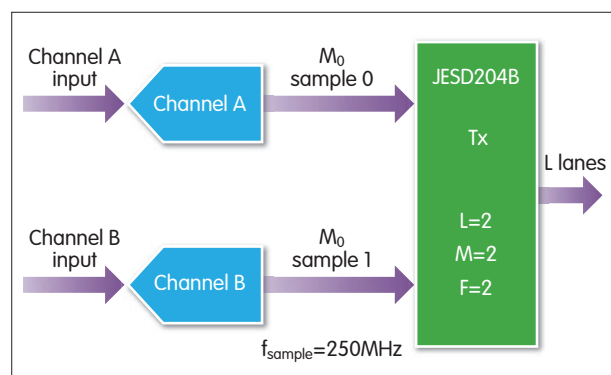 Channel A
input
Channel A
M₀
sample 0
JESD204B
Tx
L lanes
Channel B
input
Channel B
M₀
sample 1
L=2
M=2
F=2
fsample=250MHz